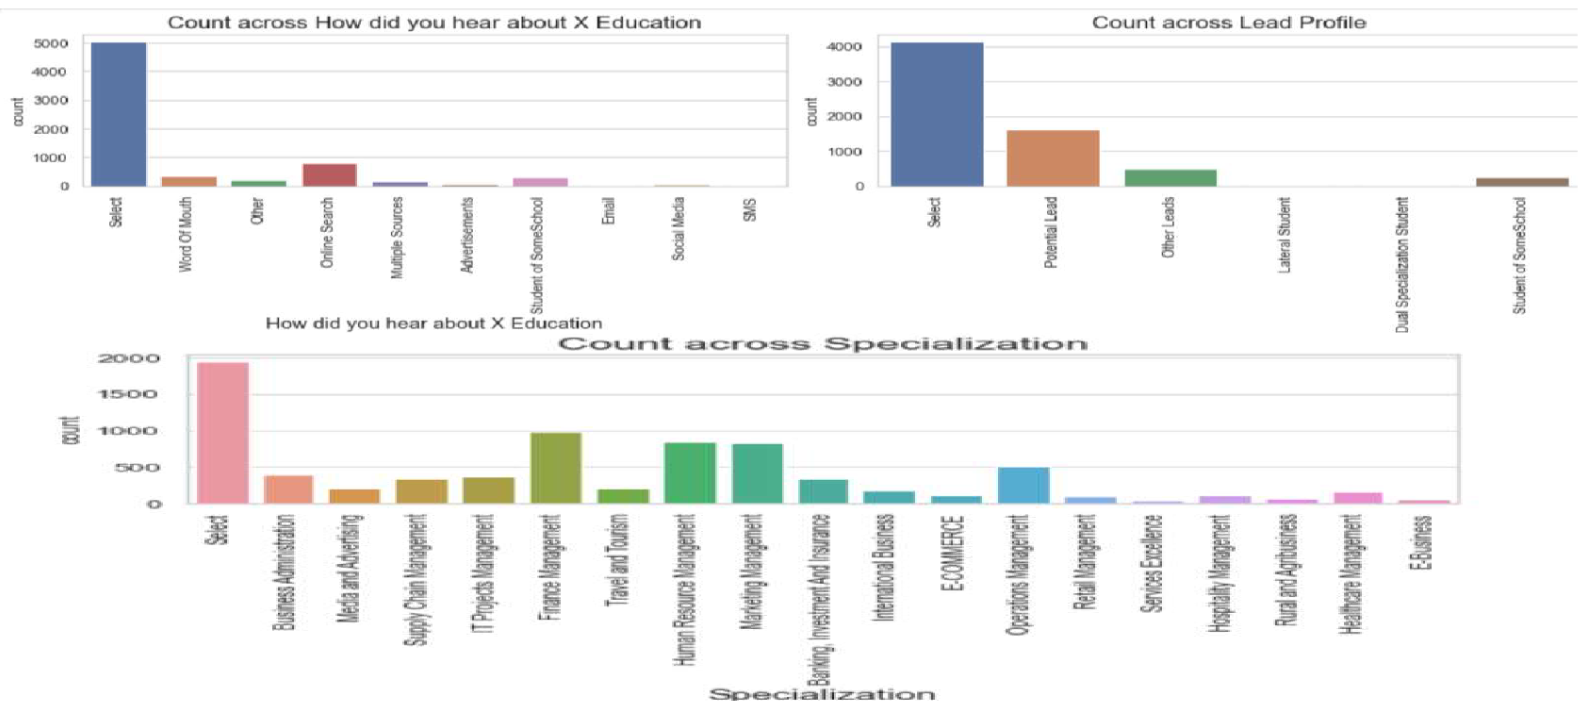 Count across How did you hear about X Education
5000
4000
3000
2000
1000
0
count
Select
Word Of Mouth
Other
Online Search
Multiple Sources
Advertisements
Student of SomeSchool
Email
Social Media
SMS
How did you hear about X Education
Count across Lead Profile
4000
3000
2000
1000
0
count
Select
Potential Lead
Other Leads
Lateral Student
Dual Specialization Student
Student of SomeSchool
Count across Specialization
2000
1500
1000
500
0
count
Select
Business Administration
Media and Advertising
Supply Chain Management
IT Projects Management
Finance Management
Travel and Tourism
Human Resource Management
Marketing Management
Banking, Investment And Insurance
International Business
E-COMMERCE
Operations Management
Retail Management
Services Excellence
Hospitality Management
Rural and Agribusiness
Healthcare Management
E-Business
Specialization